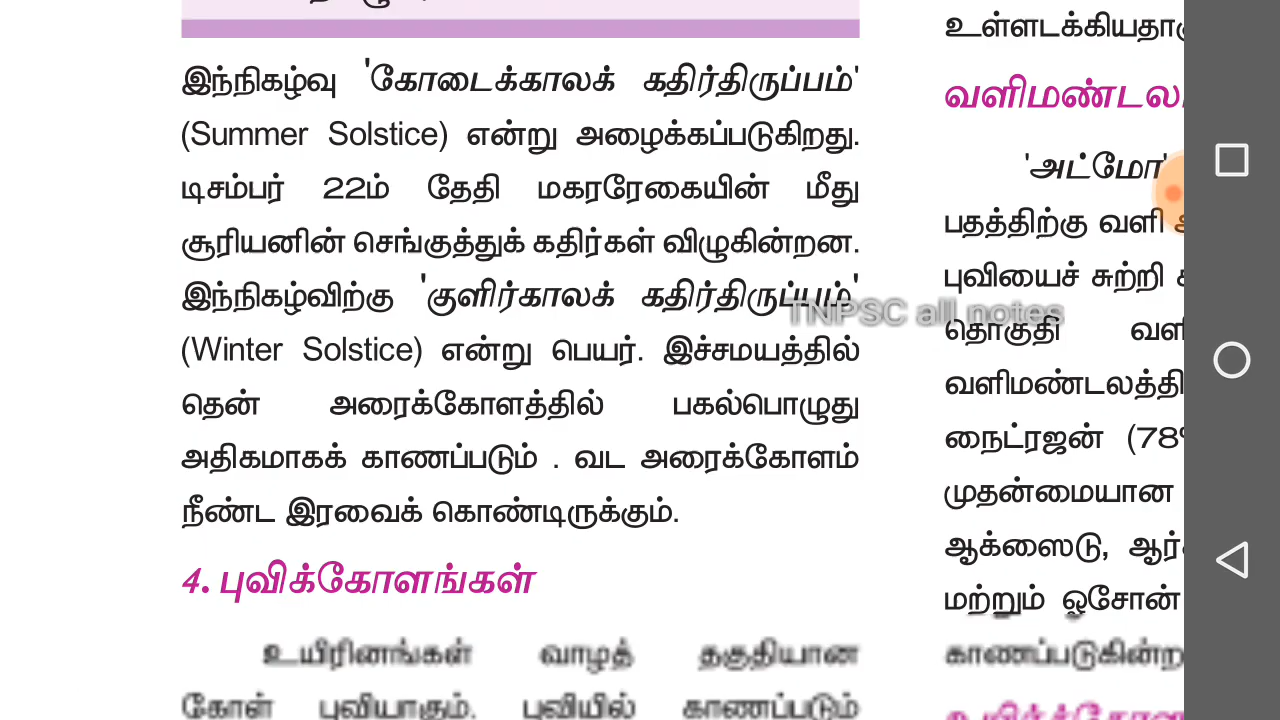 இந்நிகழ்வு 'கோடைக்காலக் கதிர்திருப்பம்'
(Summer Solstice) என்று அழைக்கப்படுகிறது.
டிசம்பர் 22ம் தேதி மகரரேகையின் மீது
சூரியனின் செங்குத்துக் கதிர்கள் விழுகின்றன.
இந்நிகழ்விற்கு 'குளிர்காலக் கதிர்திருப்பம்'
(Winter Solstice) என்று பெயர். இச்சமயத்தில்
தென் அரைக்கோளத்தில் பகல்பொழுது
அதிகமாகக் காணப்படும் . வட அரைக்கோளம்
நீண்ட இரவைக் கொண்டிருக்கும்.
4. புவிக்கோளங்கள்
உயிரினங்கள் வாழத் தகுதியான
கோள் புவியாகும். புவியில் காணப்படும்
உள்ளடக்கியதாகு
வளிமண்டல
'அட்மோ'
பதத்திற்கு வளி
புவியைச் சுற்றி
தொகுதி வளி
வளிமண்டலத்தி
நைட்ரஜன் (78%
முதன்மையான
ஆக்ஸைடு, ஆர்
மற்றும் ஓசோன்
காணப்படுகின்ற
TNPSC all notes